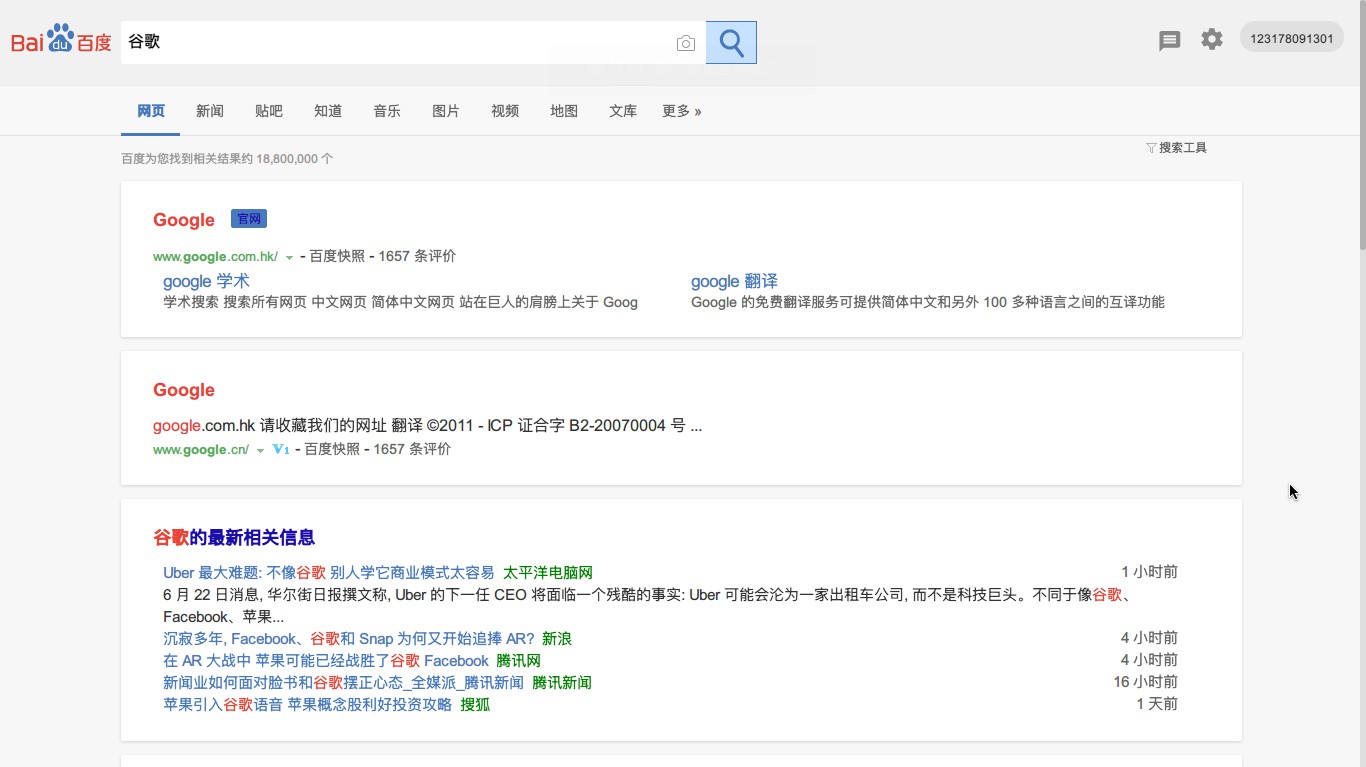 Bai du 百度
谷歌
123178091301
网页 新闻 贴吧 知道 音乐 图片 视频 地图 文库 更多 »
百度为您找到相关结果约 18,800,000 个
搜索工具
Google 官网
www.google.com.hk/ - 百度快照 - 1657 条评价
google 学术
学术搜索 搜索所有网页 中文网页 简体中文网页 站在巨人的肩膀上关于 Goog
google 翻译
Google 的免费翻译服务可提供简体中文和另外 100 多种语言之间的互译功能
Google
google.com.hk 请收藏我们的网址 翻译 ©2011 - ICP 证合字 B2-20070004 号 ...
www.google.cn/ V1 - 百度快照 - 1657 条评价
谷歌的最新相关信息
Uber 最大难题: 不像谷歌 别人学它商业模式太容易 太平洋电脑网 1 小时前
6 月 22 日消息, 华尔街日报撰文称, Uber 的下一任 CEO 将面临一个残酷的事实: Uber 可能会沦为一家出租车公司, 而不是科技巨头。不同于像谷歌、
Facebook、苹果...
沉寂多年, Facebook、谷歌和 Snap 为何又开始追捧 AR? 新浪 4 小时前
在 AR 大战中 苹果可能已经战胜了谷歌 Facebook 腾讯网 4 小时前
新闻业如何面对脸书和谷歌摆正心态_全媒派_腾讯新闻 腾讯新闻 16 小时前
苹果引入谷歌语音 苹果概念股利好投资攻略 搜狐 1 天前